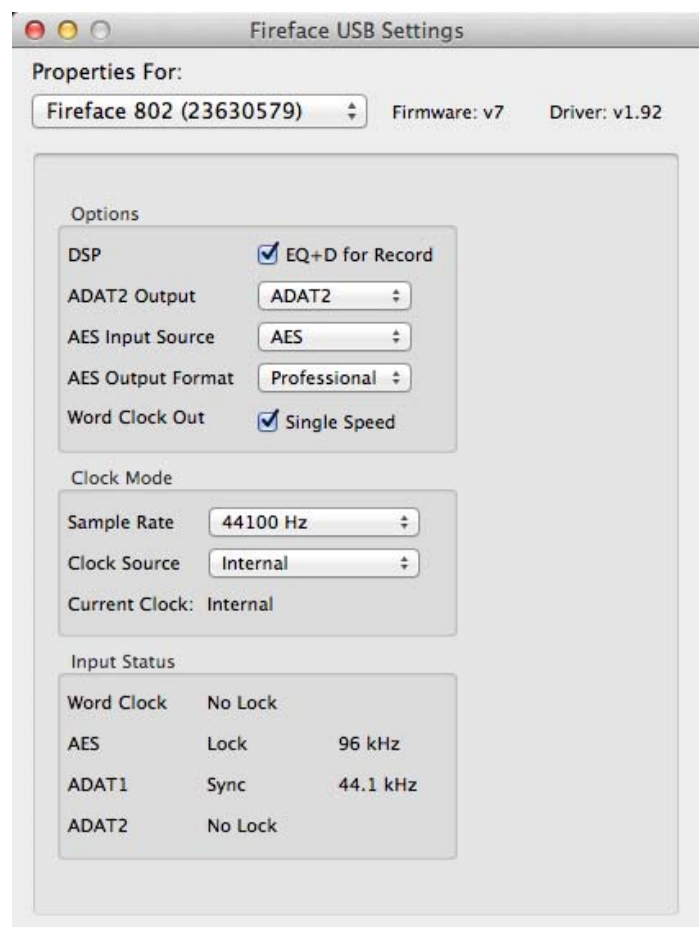 Fireface USB Settings
Properties For:
Fireface 802 (23630579) Firmware: v7 Driver: v1.92
Options
DSP EQ+D for Record
ADAT2 Output ADAT2
AES Input Source AES
AES Output Format Professional
Word Clock Out Single Speed
Clock Mode
Sample Rate 44100 Hz
Clock Source Internal
Current Clock: Internal
Input Status
Word Clock No Lock
AES Lock 96 kHz
ADAT1 Sync 44.1 kHz
ADAT2 No Lock